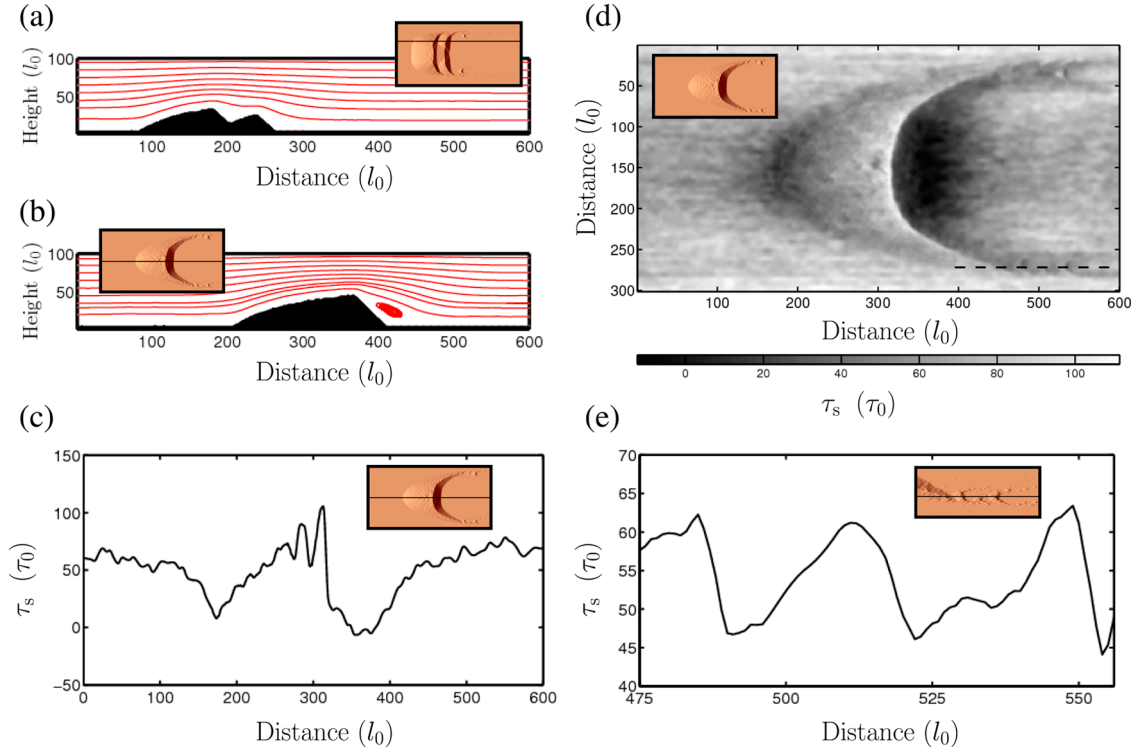 (a)
Height (l₀)
100
50
100 200 300 400 500 600
Distance (l₀)
(b)
Height (l₀)
100
50
100 200 300 400 500 600
Distance (l₀)
(c)
τₛ (τ₀)
150
100
50
0
−50
0 100 200 300 400 500 600
Distance (l₀)
(d)
Distance (l₀)
50
100
150
200
250
300
100 200 300 400 500 600
Distance (l₀)
0 20 40 60 80 100
τₛ (τ₀)
(e)
τₛ (τ₀)
70
65
60
55
50
45
40
475 500 525 550
Distance (l₀)